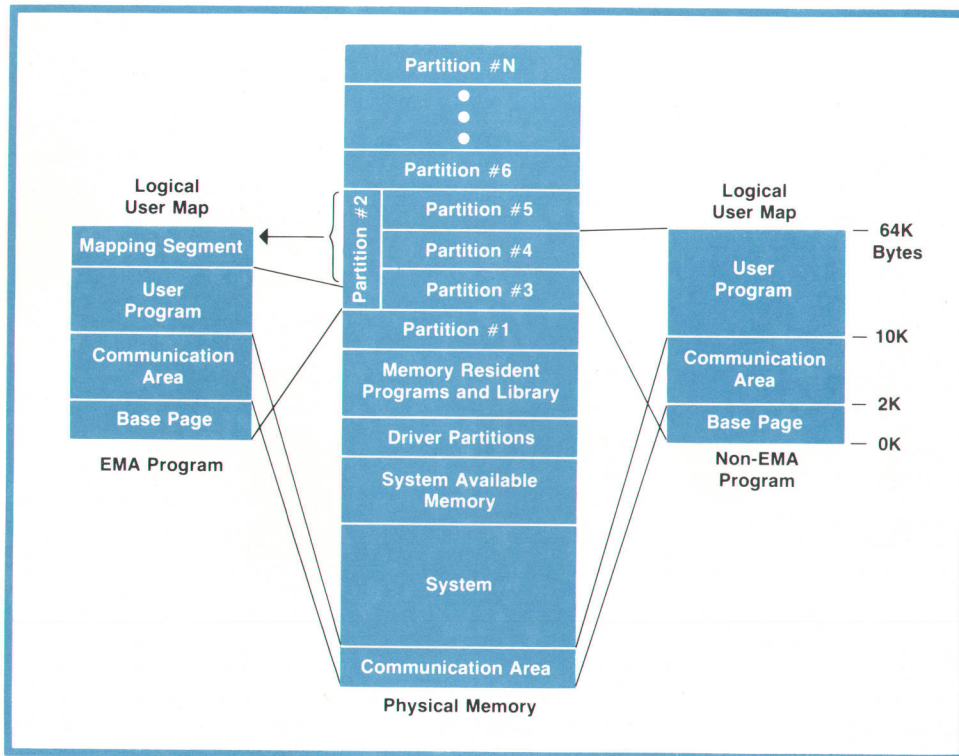 Partition #N
Partition #6
Partition #2
Partition #5
Partition #4
Partition #3
Partition #1
Memory Resident
Programs and Library
Driver Partitions
System Available
Memory
System
Communication Area
Physical Memory
Logical
User Map
Mapping Segment
User
Program
Communication
Area
Base Page
EMA Program
Logical
User Map
64K
Bytes
User
Program
10K
Communication
Area
2K
Base Page
0K
Non-EMA
Program